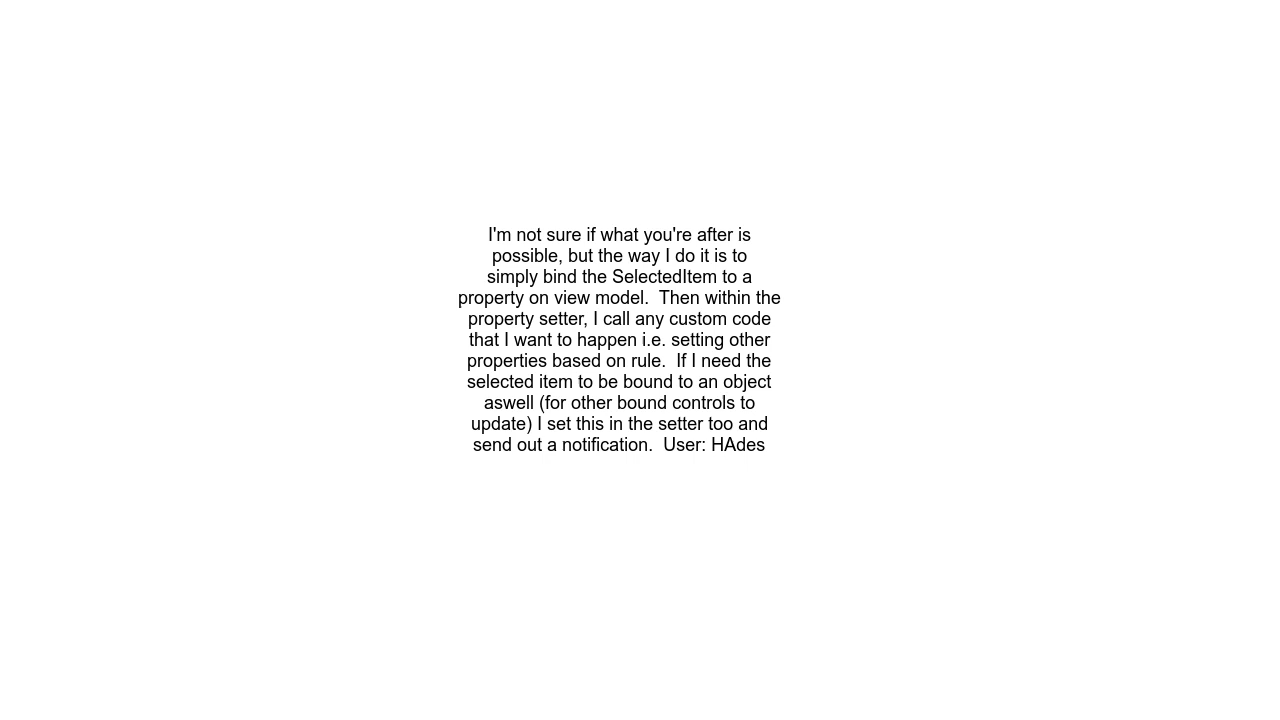 I'm not sure if what you're after is
possible, but the way I do it is to
simply bind the SelectedItem to a
property on view model.  Then within the
property setter, I call any custom code
that I want to happen i.e. setting other
properties based on rule.  If I need the
selected item to be bound to an object
aswell (for other bound controls to
update) I set this in the setter too and
send out a notification.  User: HAdes